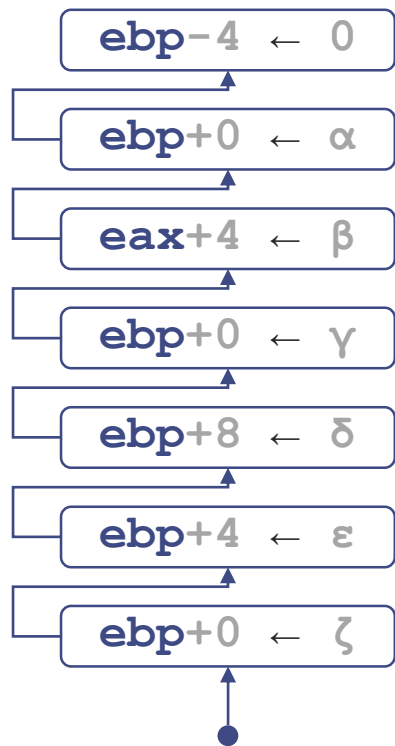 ebp-4 ← 0
ebp+0 ← α
eax+4 ← β
ebp+0 ← γ
ebp+8 ← δ
ebp+4 ← ε
ebp+0 ← ζ